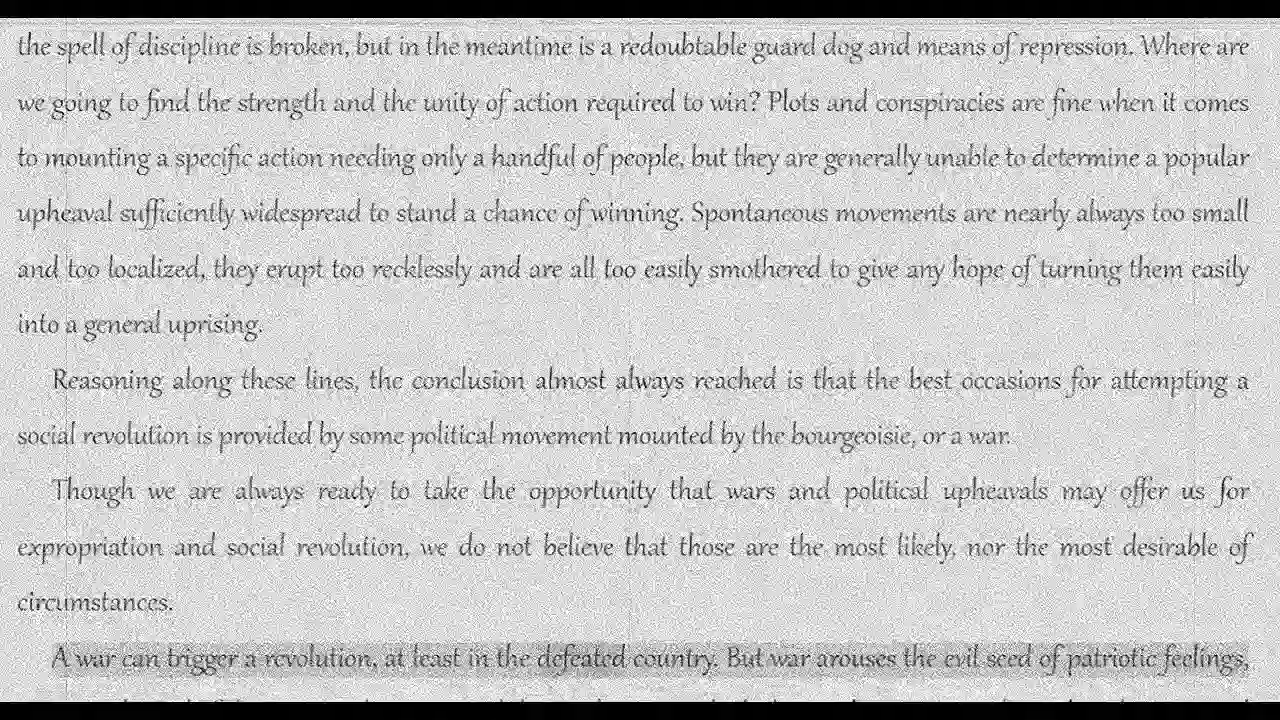 the spell of discipline is broken, but in the meantime is a redoubtable guard dog and means of repression. Where are
we going to find the strength and the unity of action required to win? Plots and conspiracies are fine when it comes
to mounting a specific action needing only a handful of people, but they are generally unable to determine a popular
upheaval sufficiently widespread to stand a chance of winning. Spontaneous movements are nearly always too small
and too localized, they erupt too recklessly and are all too easily smothered to give any hope of turning them easily
into a general uprising.
Reasoning along these lines, the conclusion almost always reached is that the best occasions for attempting a
social revolution is provided by some political movement mounted by the bourgeoisie, or a war.
Though we are always ready to take the opportunity that wars and political upheavals may offer us for
expropriation and social revolution, we do not believe that those are the most likely, nor the most desirable of
circumstances.
A war can trigger a revolution, at least in the defeated country. But war arouses the evil seed of patriotic feelings,